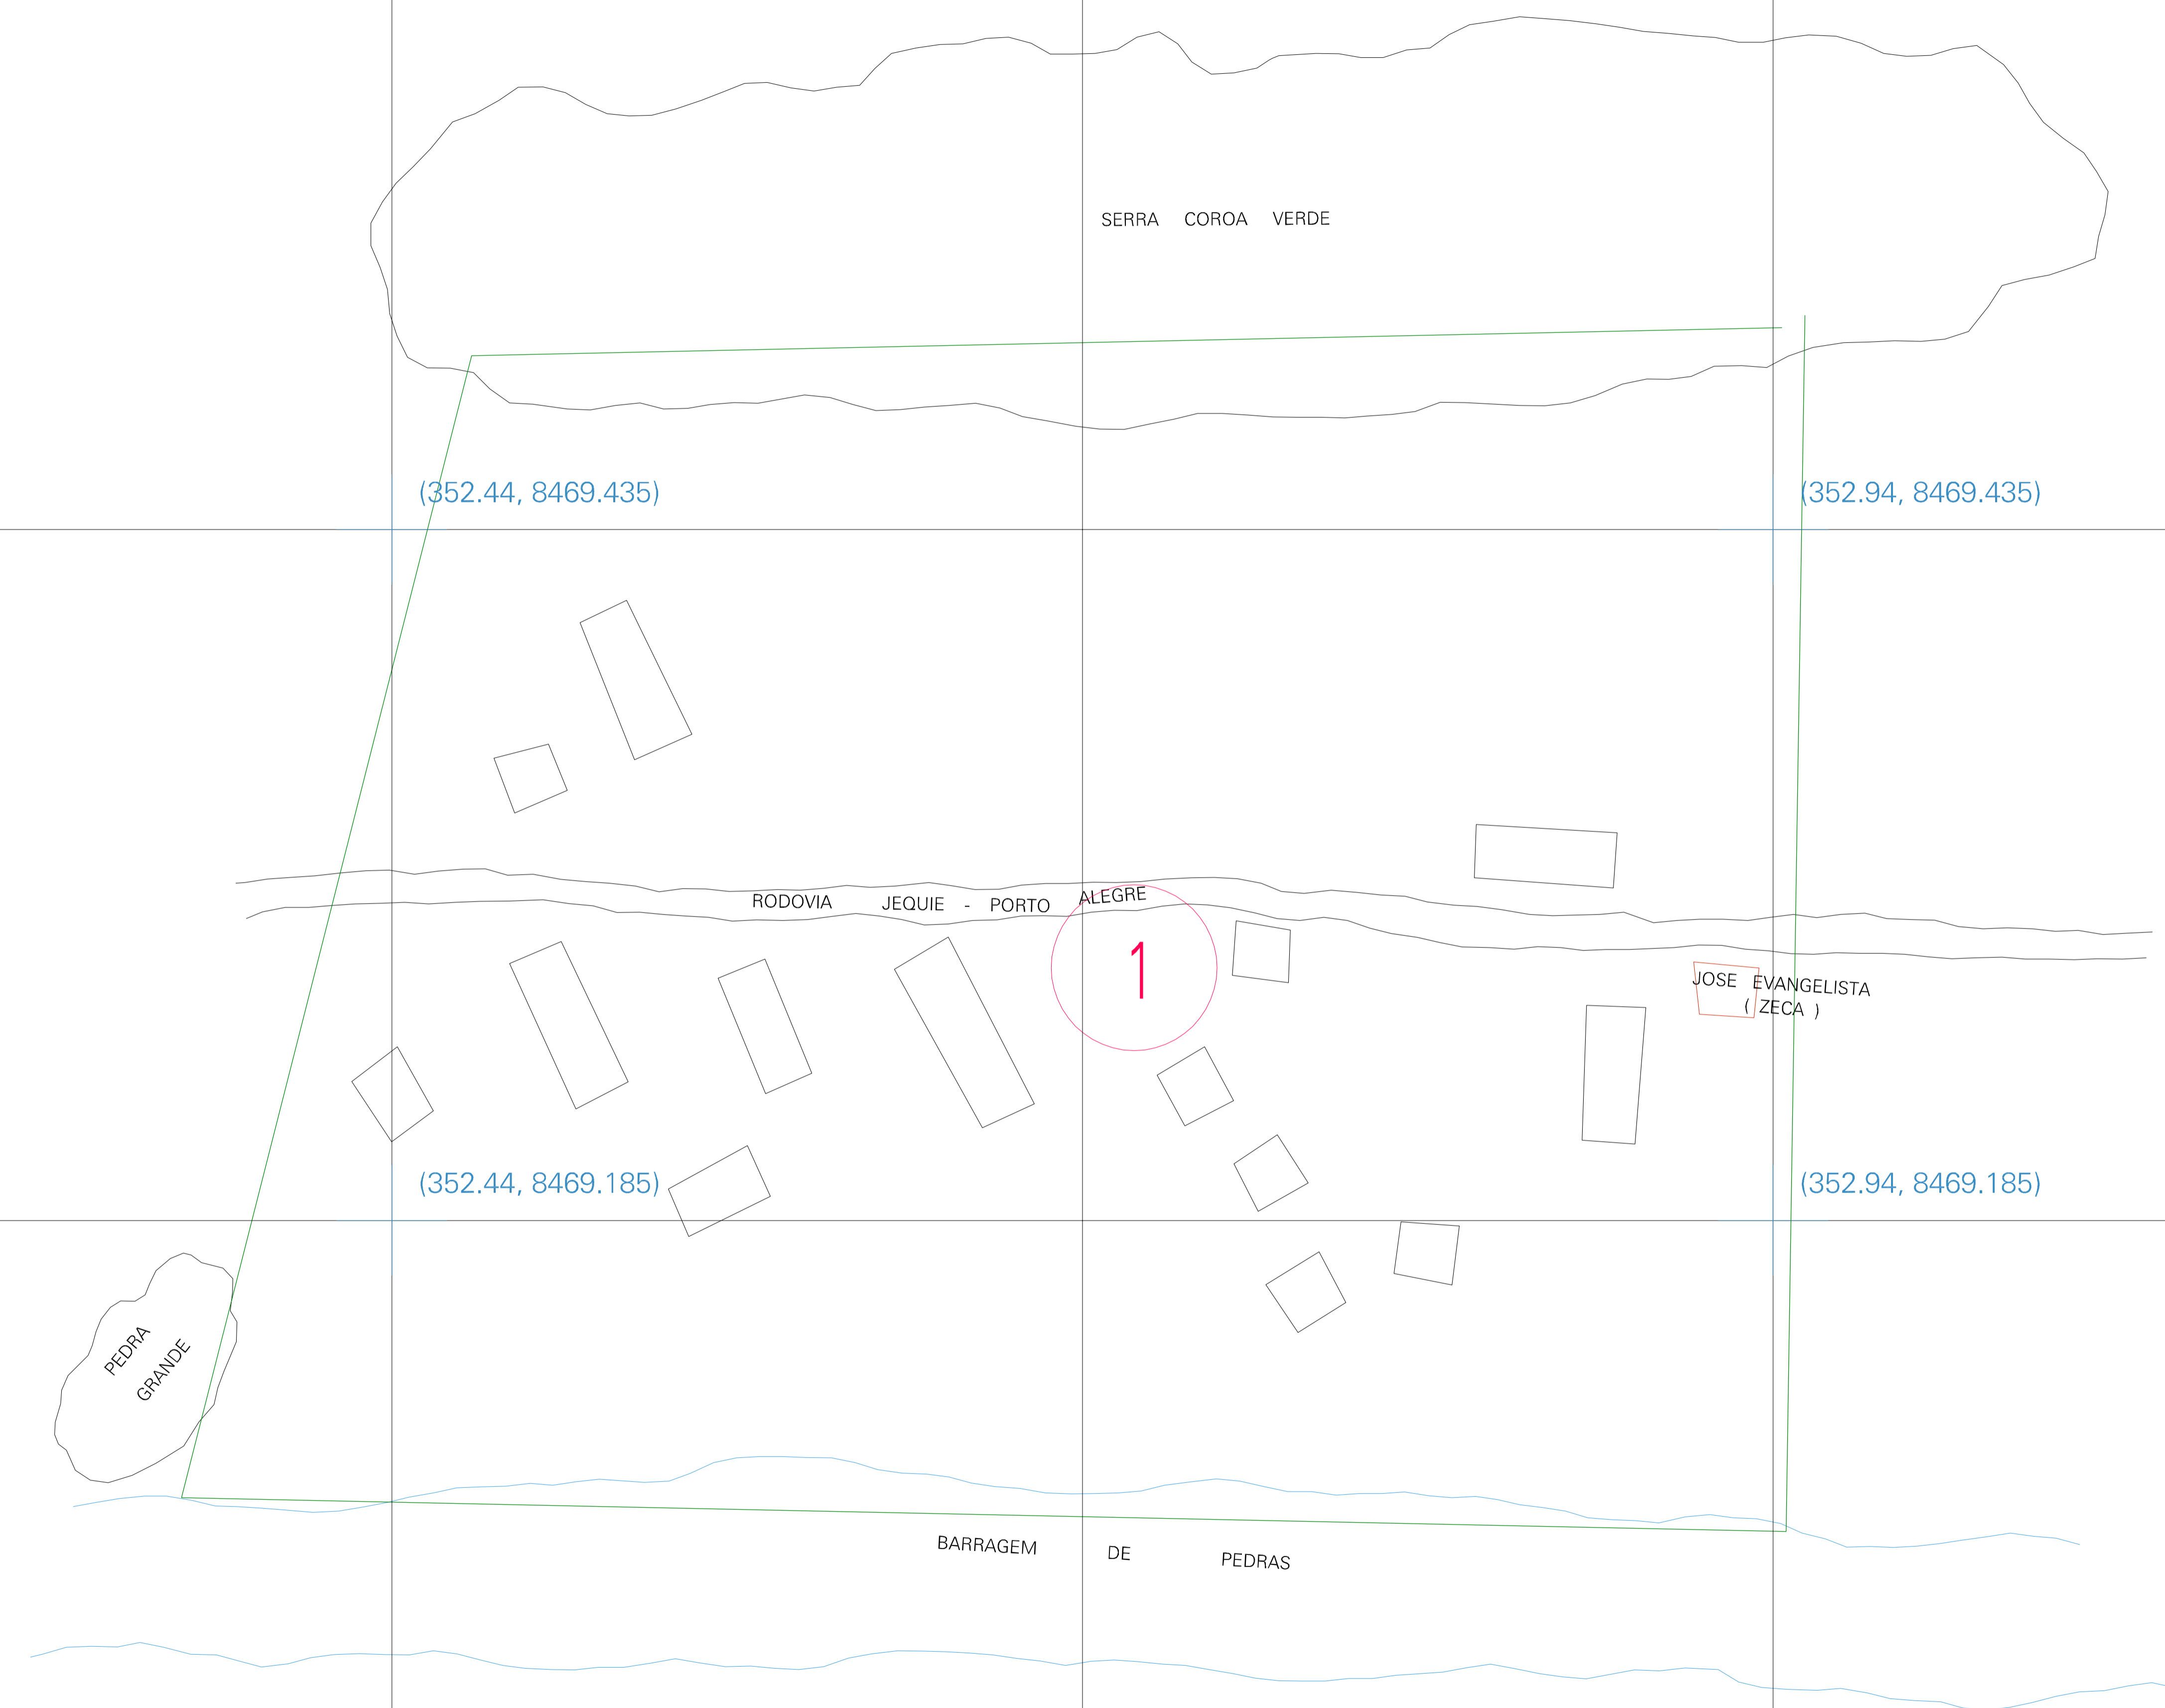 SERRA COROA VERDE
(352.44, 8469.435)
(352.94, 8469.435)
RODOVIA JEQUIE - PORTO ALEGRE
1
JOSE EVANGELISTA
( ZECA )
(352.44, 8469.185)
(352.94, 8469.185)
PEDRA
GRANDE
BARRAGEM DE PEDRAS